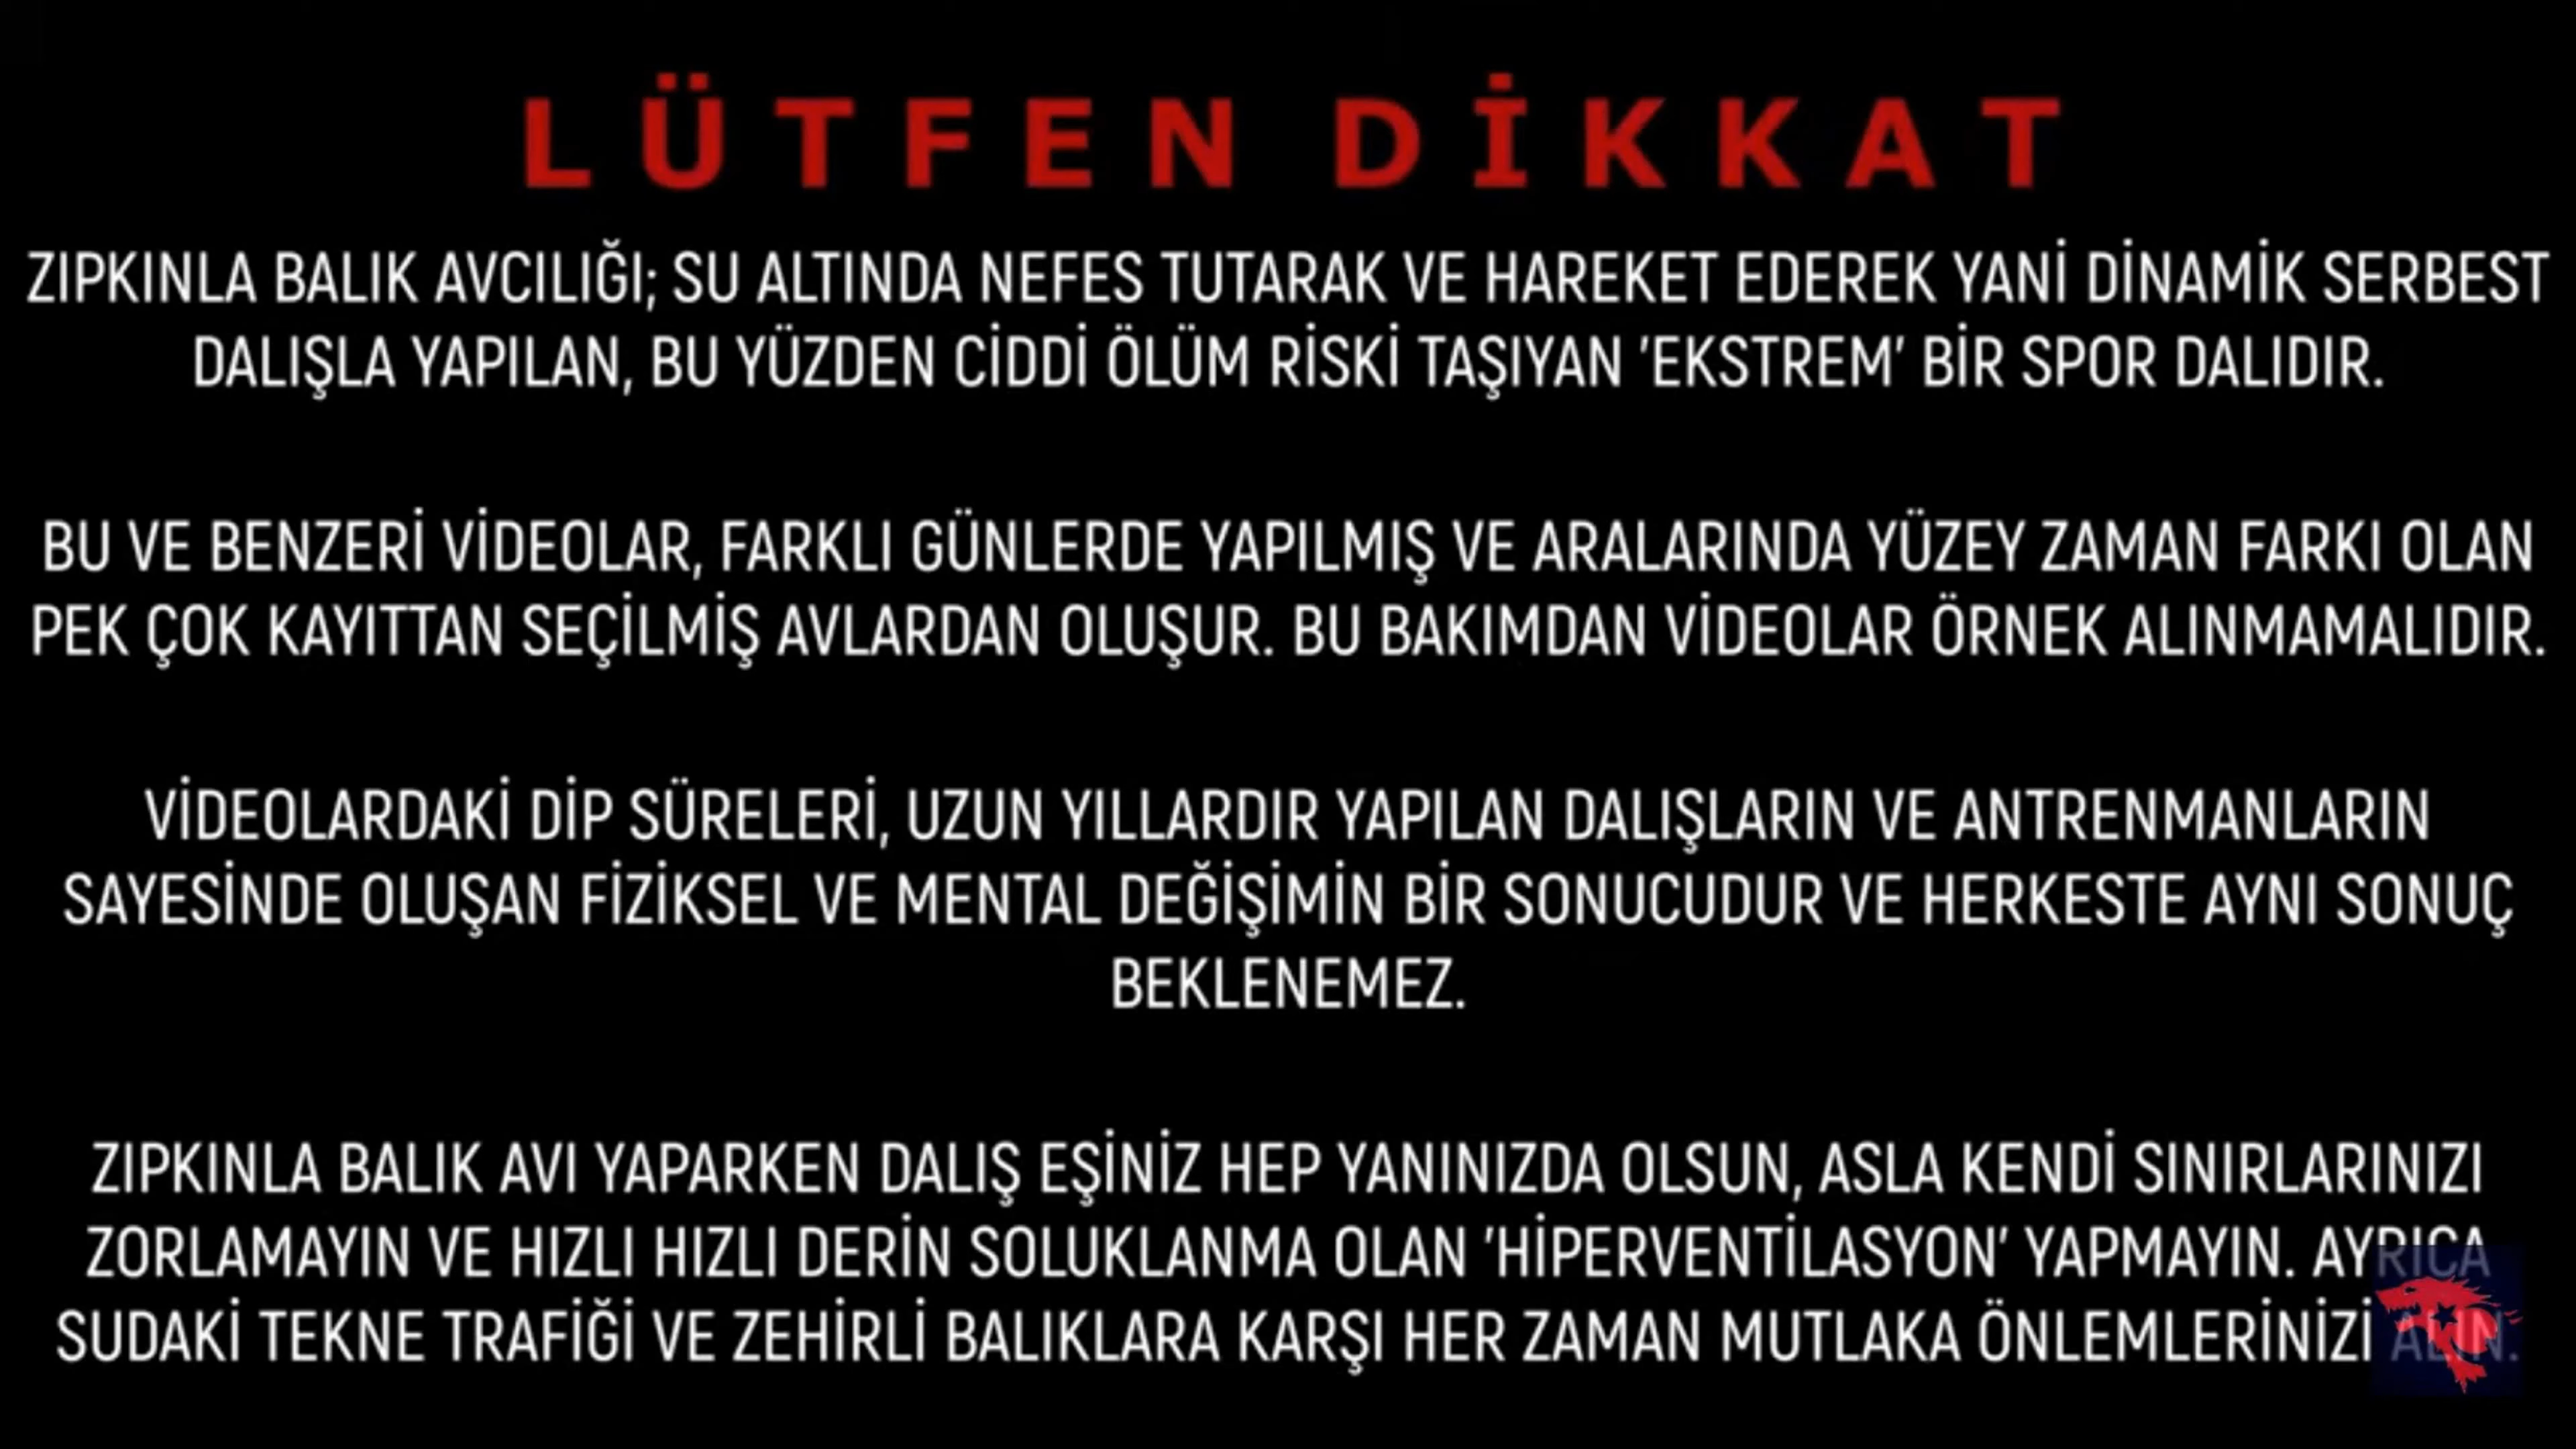 LÜTFEN DİKKAT
ZIPKINLA BALIK AVCILIĞI; SU ALTINDA NEFES TUTARAK VE HAREKET EDEREK YANİ DİNAMİK SERBEST
DALIŞLA YAPILAN, BU YÜZDEN CİDDİ ÖLÜM RİSKİ TAŞIYAN 'EKSTREM' BİR SPOR DALIDIR.
BU VE BENZERİ VİDEOLAR, FARKLI GÜNLERDE YAPILMIŞ VE ARALARINDA YÜZEY ZAMAN FARKI OLAN
PEK ÇOK KAYITTAN SEÇİLMİŞ AVLARDAN OLUŞUR. BU BAKIMDAN VİDEOLAR ÖRNEK ALINMAMALIDIR.
VİDEOLARDAKİ DİP SÜRELERİ, UZUN YILLARDIR YAPILAN DALIŞLARIN VE ANTRENMANLARIN
SAYESİNDE OLUŞAN FİZİKSEL VE MENTAL DEĞİŞİMİN BİR SONUCUDUR VE HERKESTE AYNI SONUÇ
BEKLENEMEZ.
ZIPKINLA BALIK AVI YAPARKEN DALIŞ EŞİNİZ HEP YANINIZDA OLSUN, ASLA KENDİ SINIRLARINIZI
ZORLAMAYIN VE HIZLI HIZLI DERİN SOLUKLANMA OLAN 'HİPERVENTİLASYON' YAPMAYIN. AYRICA
SUDAKİ TEKNE TRAFİĞİ VE ZEHİRLİ BALIKLARA KARŞI HER ZAMAN MUTLAKA ÖNLEMLERİNİZİ ALIN.